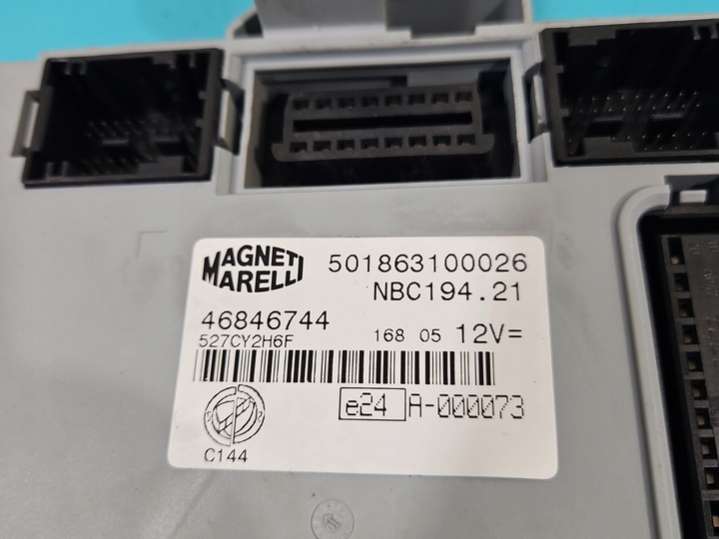 MAGNETI MARELLI
501863100026
NBC194.21
46846744
527CY2H6F
168 05 12V=
e24 A-000073
C144